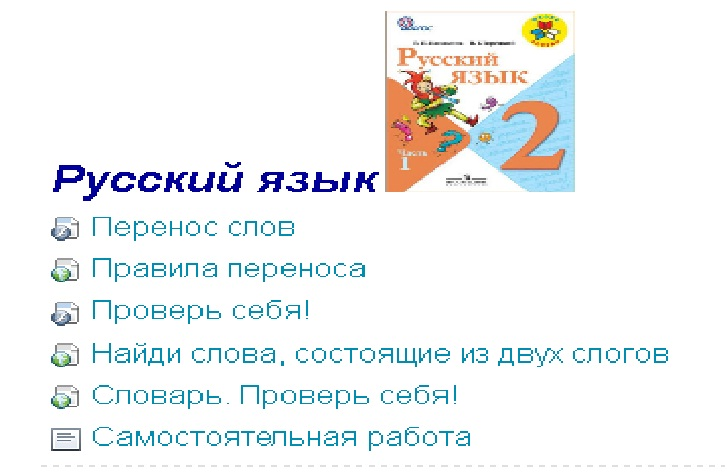 Русский
язык
Часть
1
2
Русский язык
Перенос слов
Правила переноса
Проверь себя!
Найди слова, состоящие из двух слогов
Словарь. Проверь себя!
Самостоятельная работа